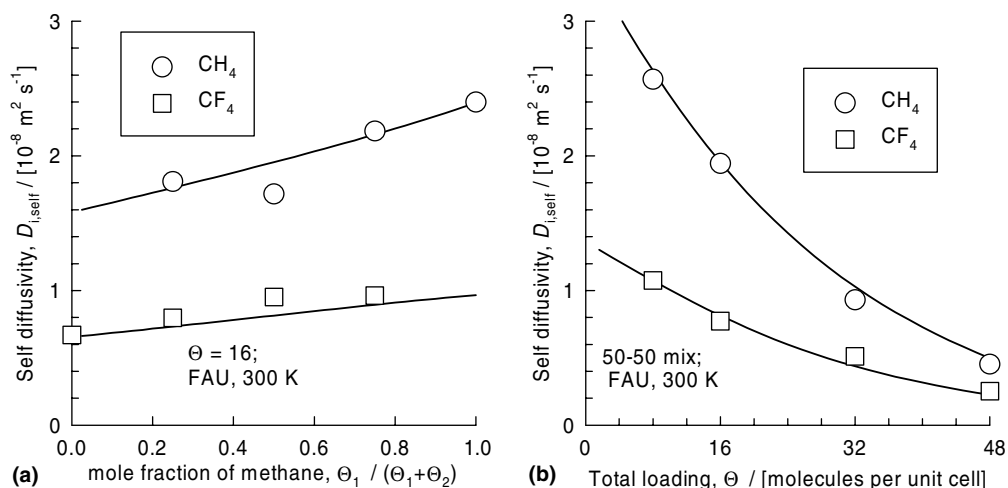 3
2
1
0
Self diffusivity, D_i,self / [10⁻⁸ m² s⁻¹]
CH₄
CF₄
Θ = 16;
FAU, 300 K
0.0 0.2 0.4 0.6 0.8 1.0
(a) mole fraction of methane, Θ₁ / (Θ₁+Θ₂)
3
2
1
0
Self diffusivity, D_i,self / [10⁻⁸ m² s⁻¹]
CH₄
CF₄
50-50 mix;
FAU, 300 K
0 16 32 48
(b) Total loading, Θ / [molecules per unit cell]